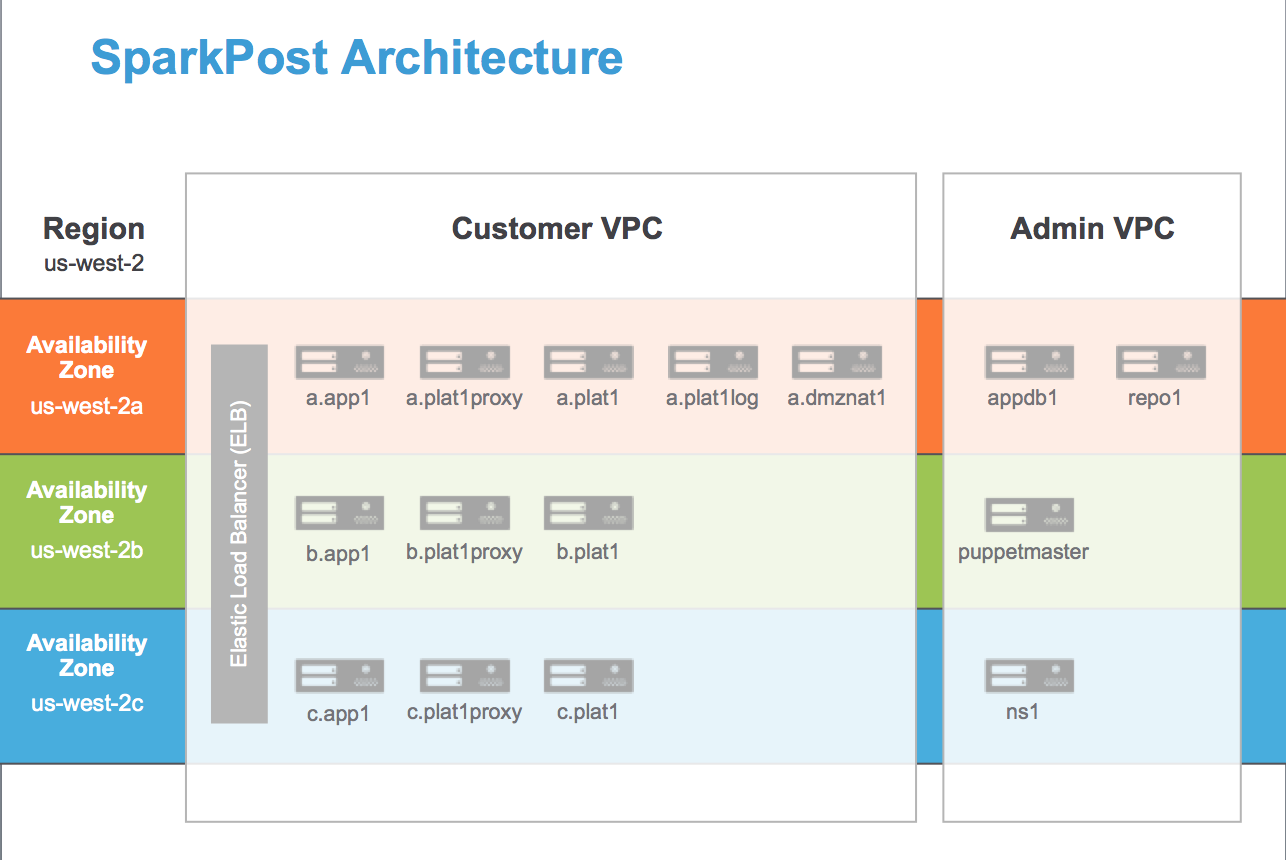 SparkPost Architecture
Region
us-west-2
Customer VPC
Admin VPC
Availability
Zone
us-west-2a
Elastic Load Balancer (ELB)
a.app1
a.plat1proxy
a.plat1
a.plat1log
a.dmznat1
appdb1
repo1
Availability
Zone
us-west-2b
b.app1
b.plat1proxy
b.plat1
puppetmaster
Availability
Zone
us-west-2c
c.app1
c.plat1proxy
c.plat1
ns1